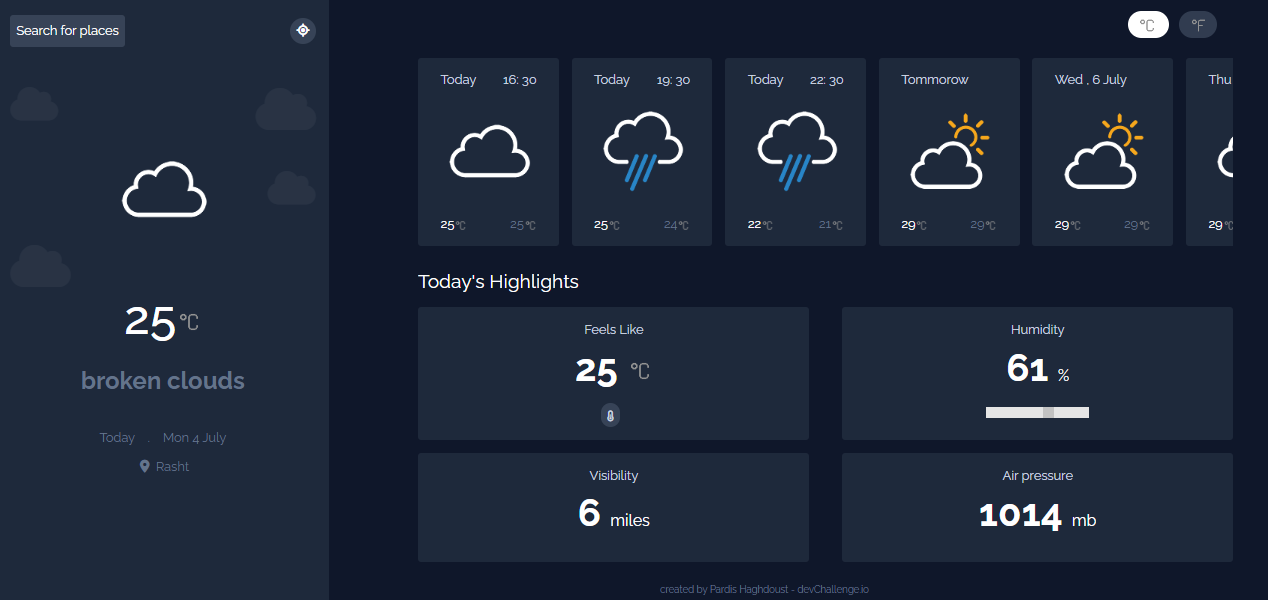 Search for places
25 °C
broken clouds
Today . Mon 4 July
Rasht
°C °F
Today 16: 30
25 °C 25 °C
Today 19: 30
25 °C 24 °C
Today 22: 30
22 °C 21 °C
Tommorow
29 °C 29 °C
Wed , 6 July
29 °C 29 °C
Thu
29 °C
Today's Highlights
Feels Like
25 °C
Humidity
61 %
Visibility
6 miles
Air pressure
1014 mb
created by Pardis Haghdoust - devChallenge.io